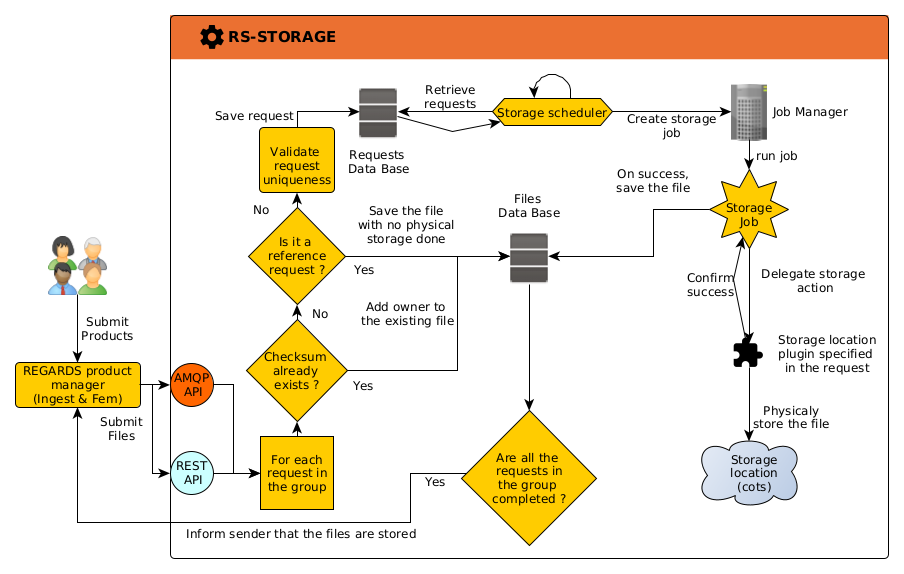 RS-STORAGE
Retrieve
requests
Save request
Storage scheduler
Create storage
job
Job Manager
Requests
Data Base
run job
Validate
request
uniqueness
On success,
save the file
No
Save the file
with no physical
storage done
Files
Data Base
Storage
Job
Is it a
reference
request ?
Yes
Confirm
success
Delegate storage
action
Submit
Products
No
Add owner to
the existing file
Storage location
plugin specified
in the request
REGARDS product
manager
(Ingest & Fem)
AMQP
API
Checksum
already
exists ?
Yes
Submit
Files
Physicaly
store the file
REST
API
For each
request in
the group
Yes
Are all the
requests in
the group
completed ?
Storage
location
(cots)
Inform sender that the files are stored